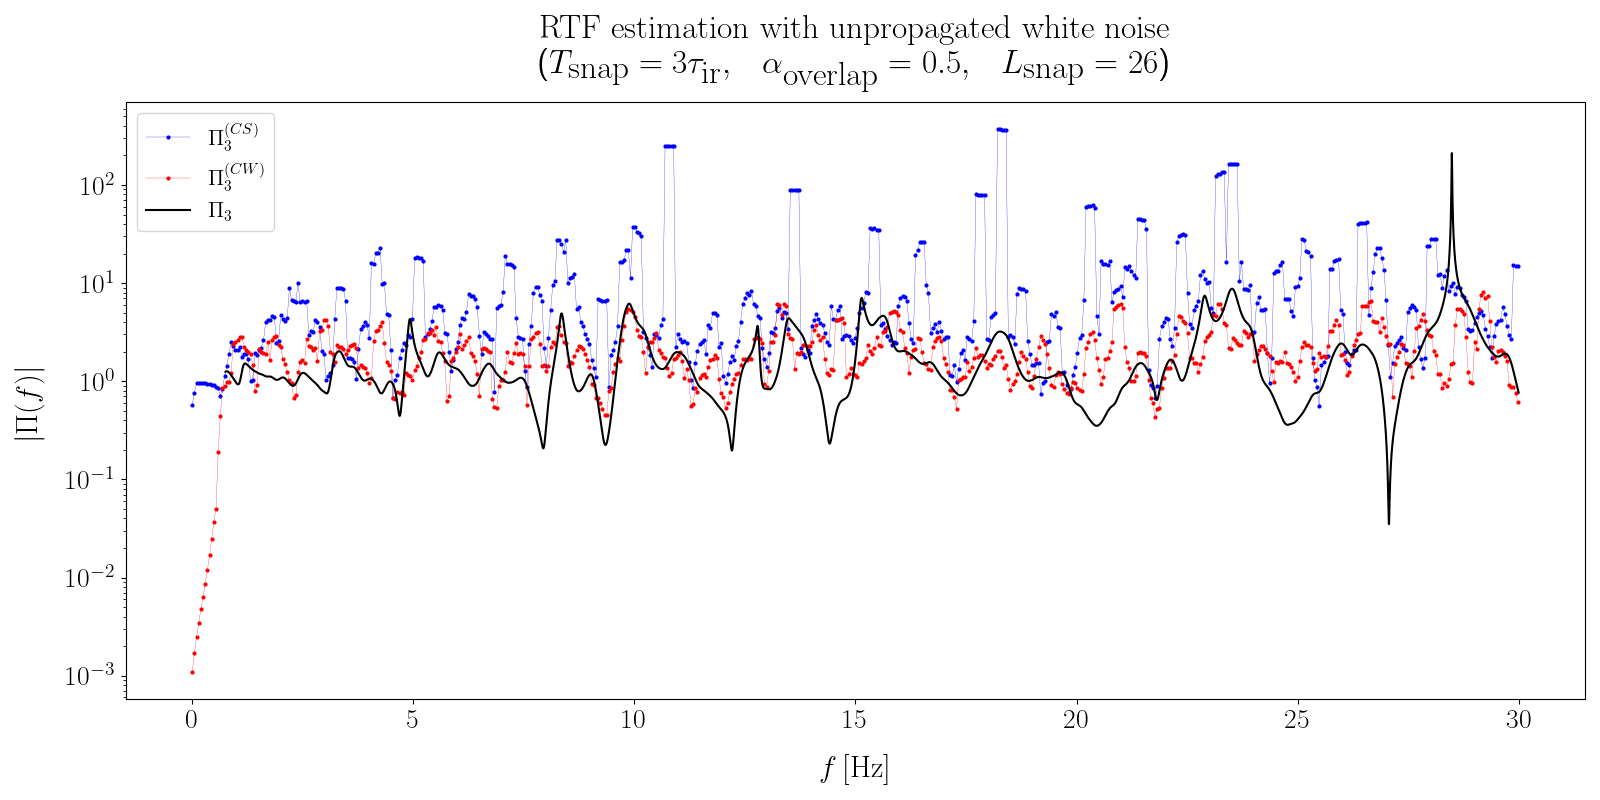 RTF estimation with unpropagated white noise
(T_snap = 3τ_ir, α_overlap = 0.5, L_snap = 26)
Π_3^(CS)
Π_3^(CW)
Π_3
|Π(f)|
10^2
10^1
10^0
10^−1
10^−2
10^−3
0 5 10 15 20 25 30
f [Hz]